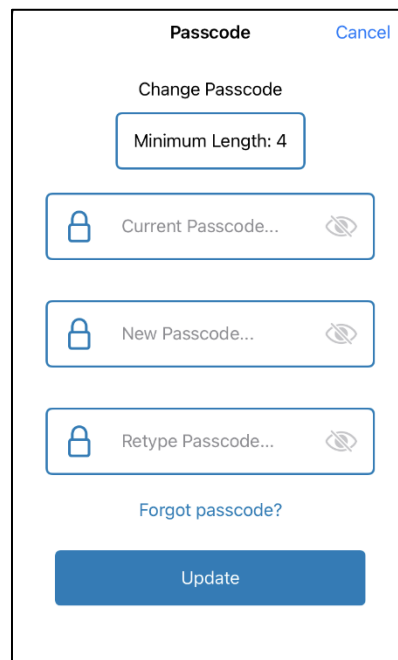 Passcode Cancel
Change Passcode
Minimum Length: 4
Current Passcode...
New Passcode...
Retype Passcode...
Forgot passcode?
Update